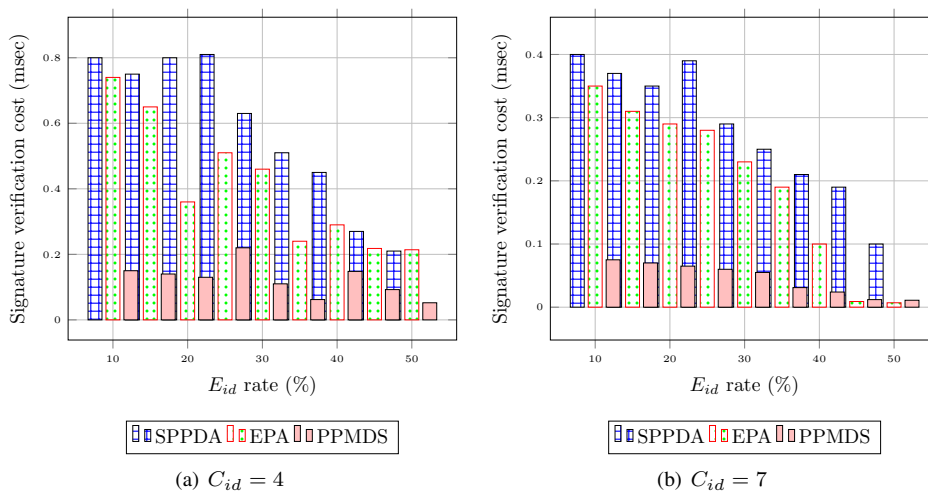 Signature verification cost (msec)
0.8
0.6
0.4
0.2
0
10 20 30 40 50
E_id rate (%)
SPPDA EPA PPMDS
(a) C_id = 4
Signature verification cost (msec)
0.4
0.3
0.2
0.1
0
10 20 30 40 50
E_id rate (%)
SPPDA EPA PPMDS
(b) C_id = 7